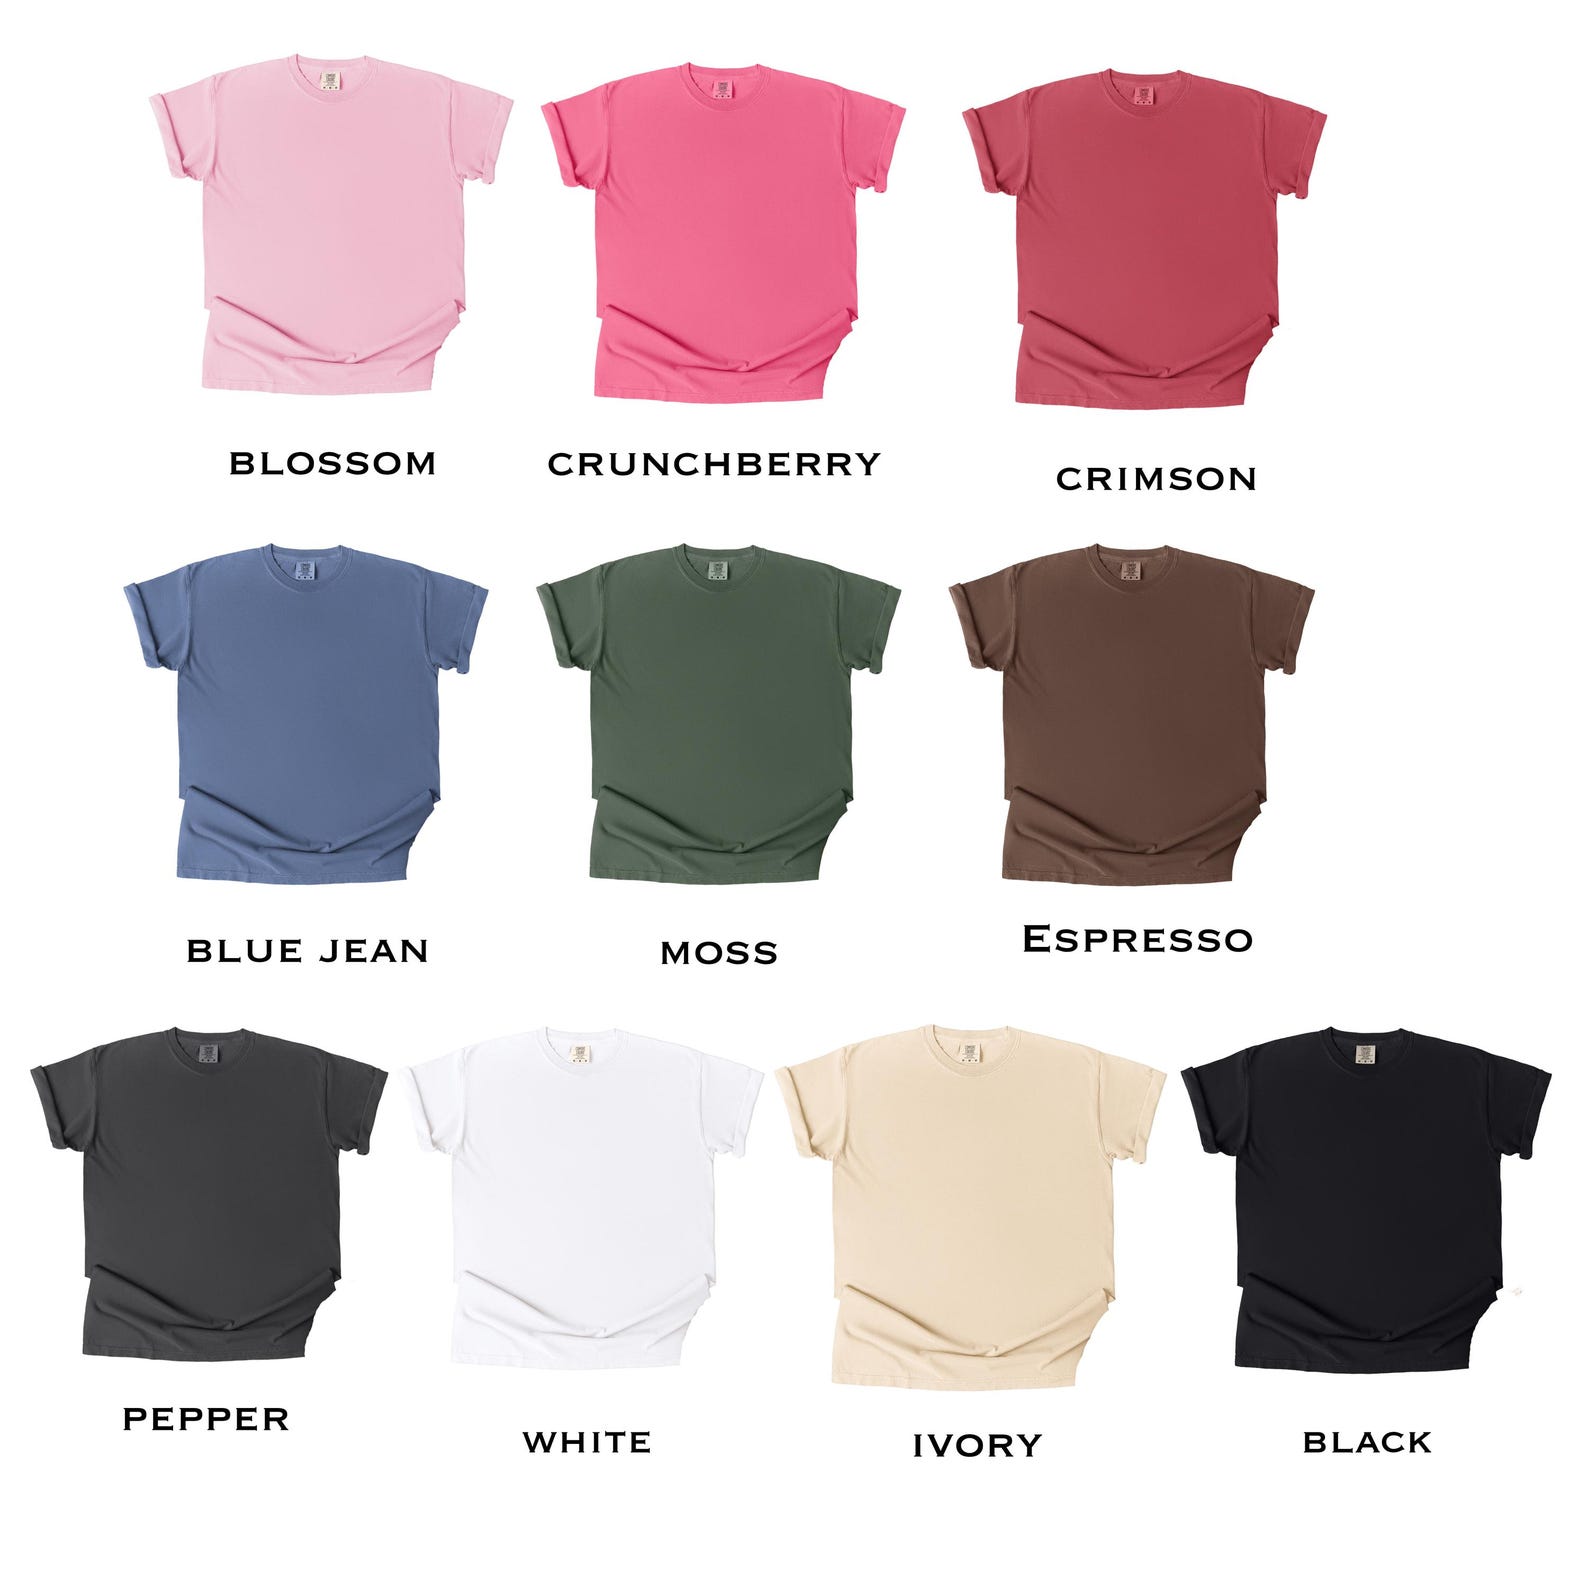 BLOSSOM
CRUNCHBERRY
CRIMSON
BLUE JEAN
MOSS
ESPRESSO
PEPPER
WHITE
IVORY
BLACK